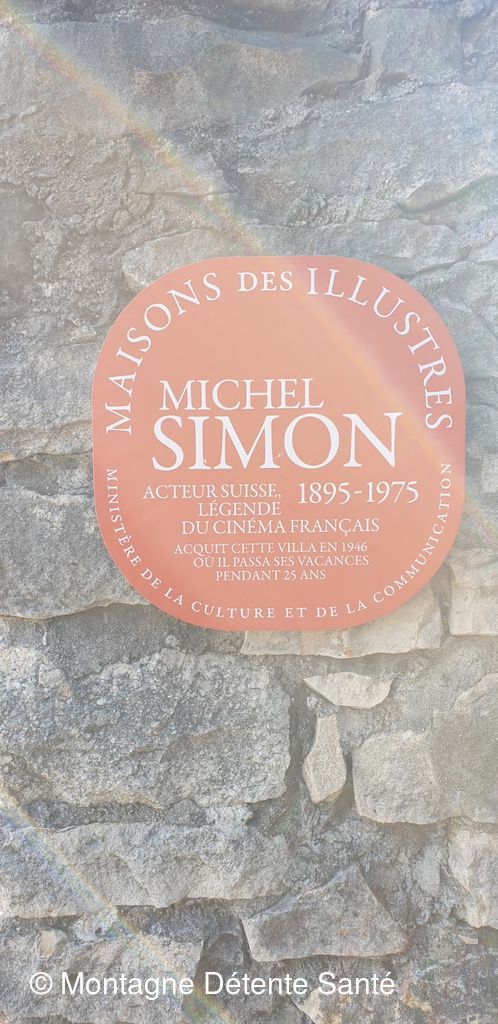 MAISONS DES ILLUSTRES
MICHEL
SIMON
ACTEUR SUISSE, 1895-1975
LÉGENDE
DU CINÉMA FRANÇAIS
ACQUIT CETTE VILLA EN 1946
OÙ IL PASSA SES VACANCES
PENDANT 25 ANS
MINISTÈRE DE LA CULTURE ET DE LA COMMUNICATION
© Montagne Détente Santé